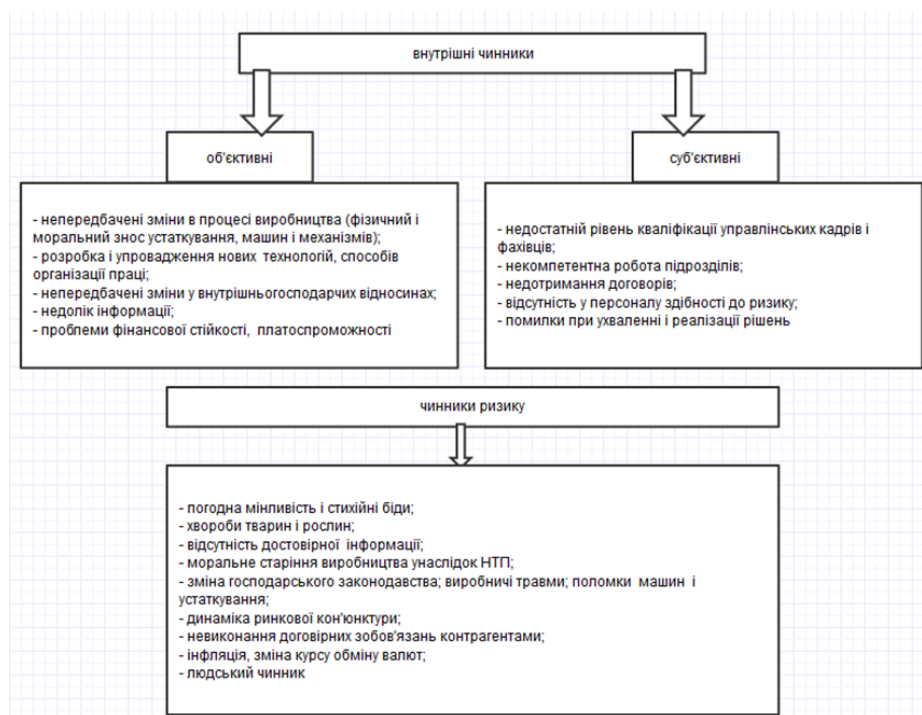 внутрішні чинники
об'єктивні
суб'єктивні
- непередбачені зміни в процесі виробництва (фізичний і
моральний знос устаткування, машин і механізмів);
- розробка і упровадження нових технологій, способів
організації праці;
- непередбачені зміни у внутрішньогосподарчих відносинах;
- недолік інформації;
- проблеми фінансової стійкості, платоспроможності
- недостатній рівень кваліфікації управлінських кадрів і
фахівців;
- некомпетентна робота підрозділів;
- недотримання договорів;
- відсутність у персоналу здібності до ризику;
- помилки при ухваленні і реалізації рішень
чинники ризику
- погодна мінливість і стихійні біди;
- хвороби тварин і рослин;
- відсутність достовірної інформації;
- моральне старіння виробництва унаслідок НТП;
- зміна господарського законодавства; виробничі травми; поломки машин і
устаткування;
- динаміка ринкової кон'юнктури;
- невиконання договірних зобов'язань контрагентами;
- інфляція, зміна курсу обміну валют;
- людський чинник